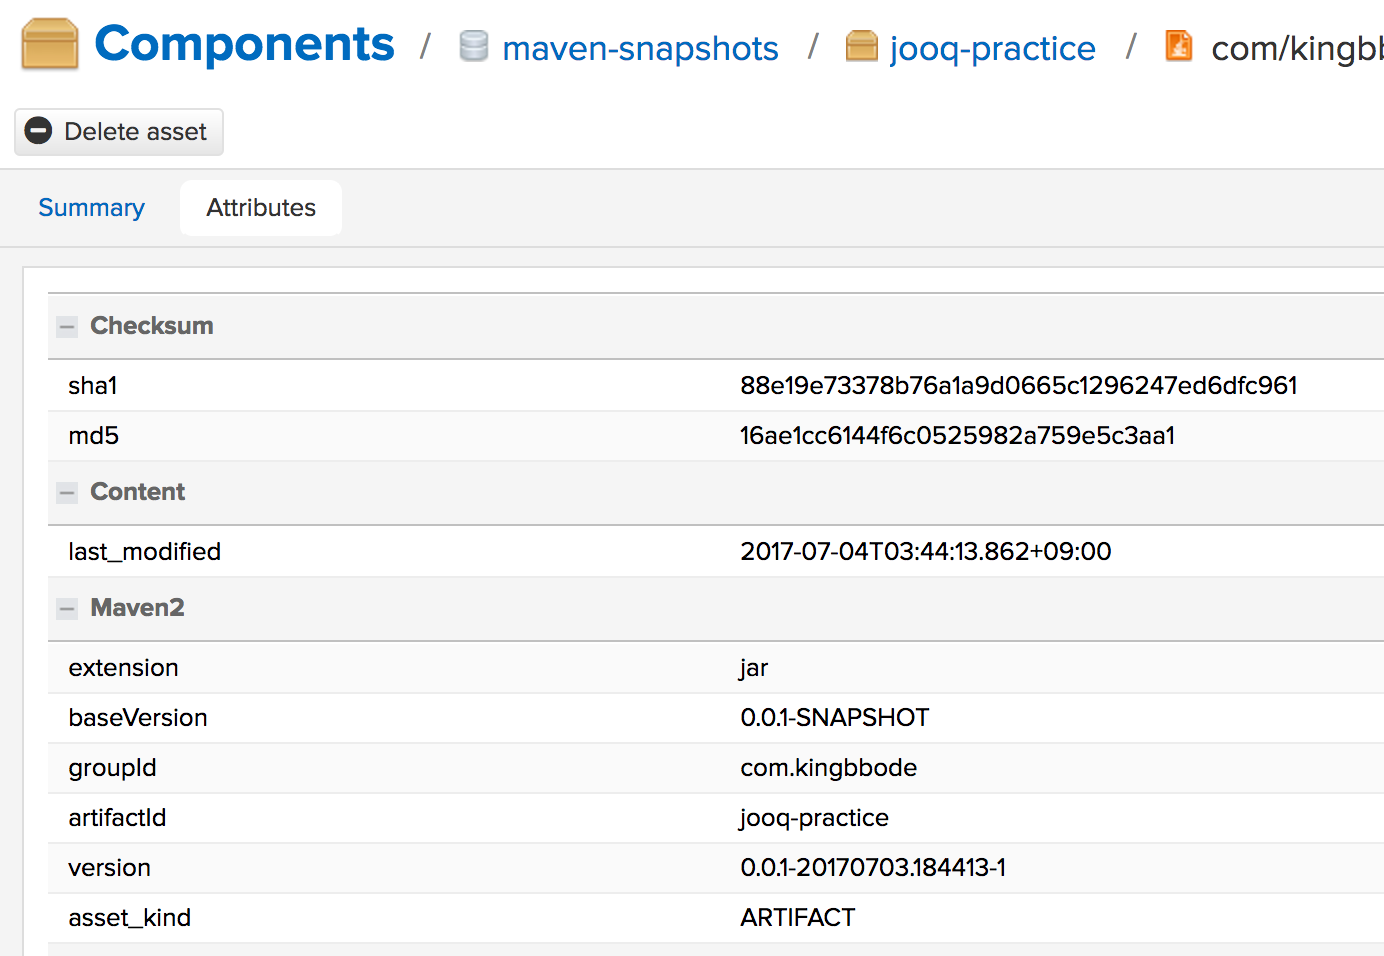 Components / maven-snapshots / jooq-practice / com/kingbb
Delete asset
Summary Attributes
Checksum
sha1 88e19e73378b76a1a9d0665c1296247ed6dfc961
md5 16ae1cc6144f6c0525982a759e5c3aa1
Content
last_modified 2017-07-04T03:44:13.862+09:00
Maven2
extension jar
baseVersion 0.0.1-SNAPSHOT
groupId com.kingbbode
artifactId jooq-practice
version 0.0.1-20170703.184413-1
asset_kind ARTIFACT